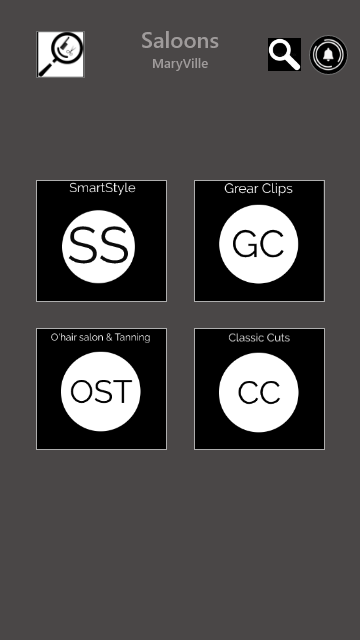 Saloons
MaryVille
SmartStyle
SS
Grear Clips
GC
O'hair salon & Tanning
OST
Classic Cuts
CC